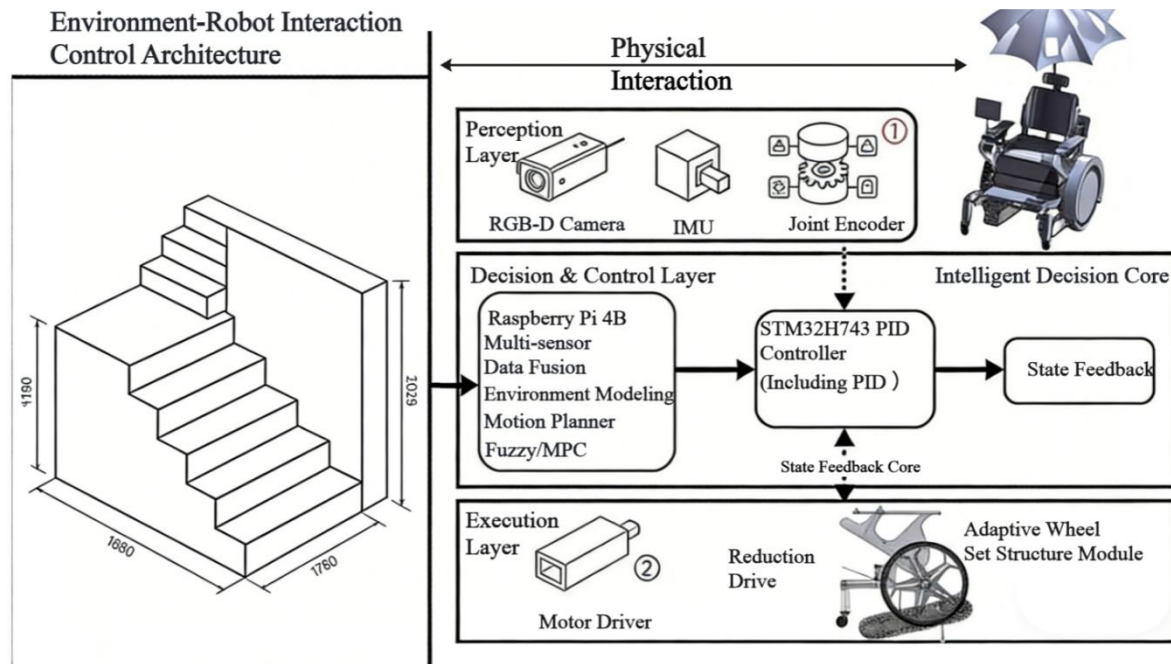 Environment-Robot Interaction
Control Architecture
Physical
Interaction
Perception
Layer
①
RGB-D Camera
IMU
Joint Encoder
Decision & Control Layer
Intelligent Decision Core
Raspberry Pi 4B
Multi-sensor
Data Fusion
Environment Modeling
Motion Planner
Fuzzy/MPC
STM32H743 PID
Controller
(Including PID）
State Feedback
State Feedback Core
Execution
Layer
②
Motor Driver
Reduction
Drive
Adaptive Wheel
Set Structure Module
2029
1680
1780